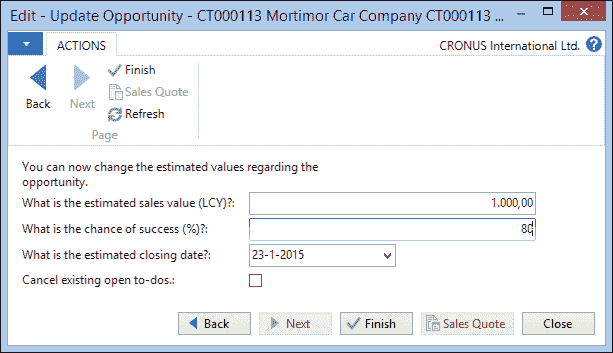 Edit - Update Opportunity - CT000113 Mortimor Car Company CT000113 ...
ACTIONS
CRONUS International Ltd.
Back
Next
Finish
Sales Quote
Refresh
Page
You can now change the estimated values regarding the
opportunity.
What is the estimated sales value (LCY)?: 1.000,00
What is the chance of success (%)?: 80
What is the estimated closing date?: 23-1-2015
Cancel existing open to-dos.:
Back Next Finish Sales Quote Close